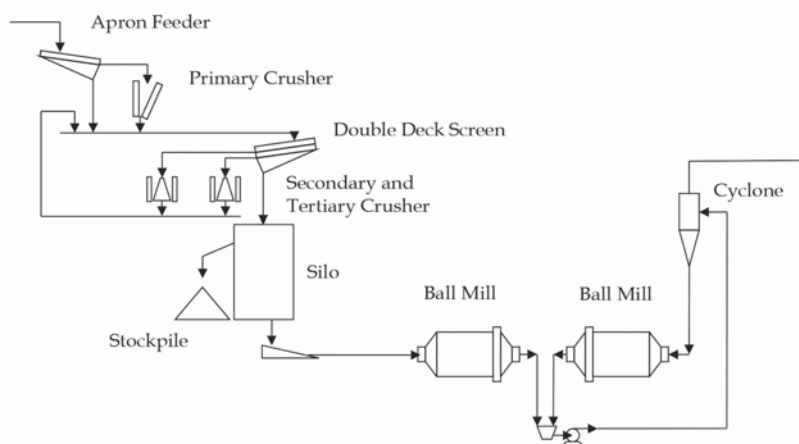 Apron Feeder
Primary Crusher
Double Deck Screen
Secondary and
Tertiary Crusher
Cyclone
Silo
Ball Mill
Ball Mill
Stockpile